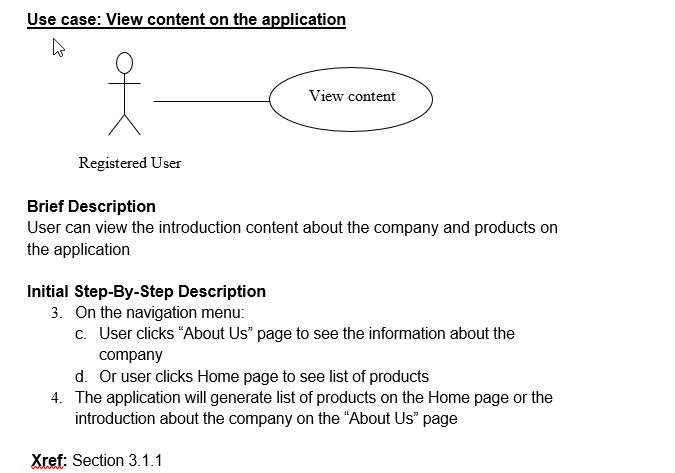 Use case: View content on the application
View content
Registered User
Brief Description
User can view the introduction content about the company and products on
the application
Initial Step-By-Step Description
3. On the navigation menu:
c. User clicks “About Us” page to see the information about the
company
d. Or user clicks Home page to see list of products
4. The application will generate list of products on the Home page or the
introduction about the company on the “About Us” page
Xref: Section 3.1.1